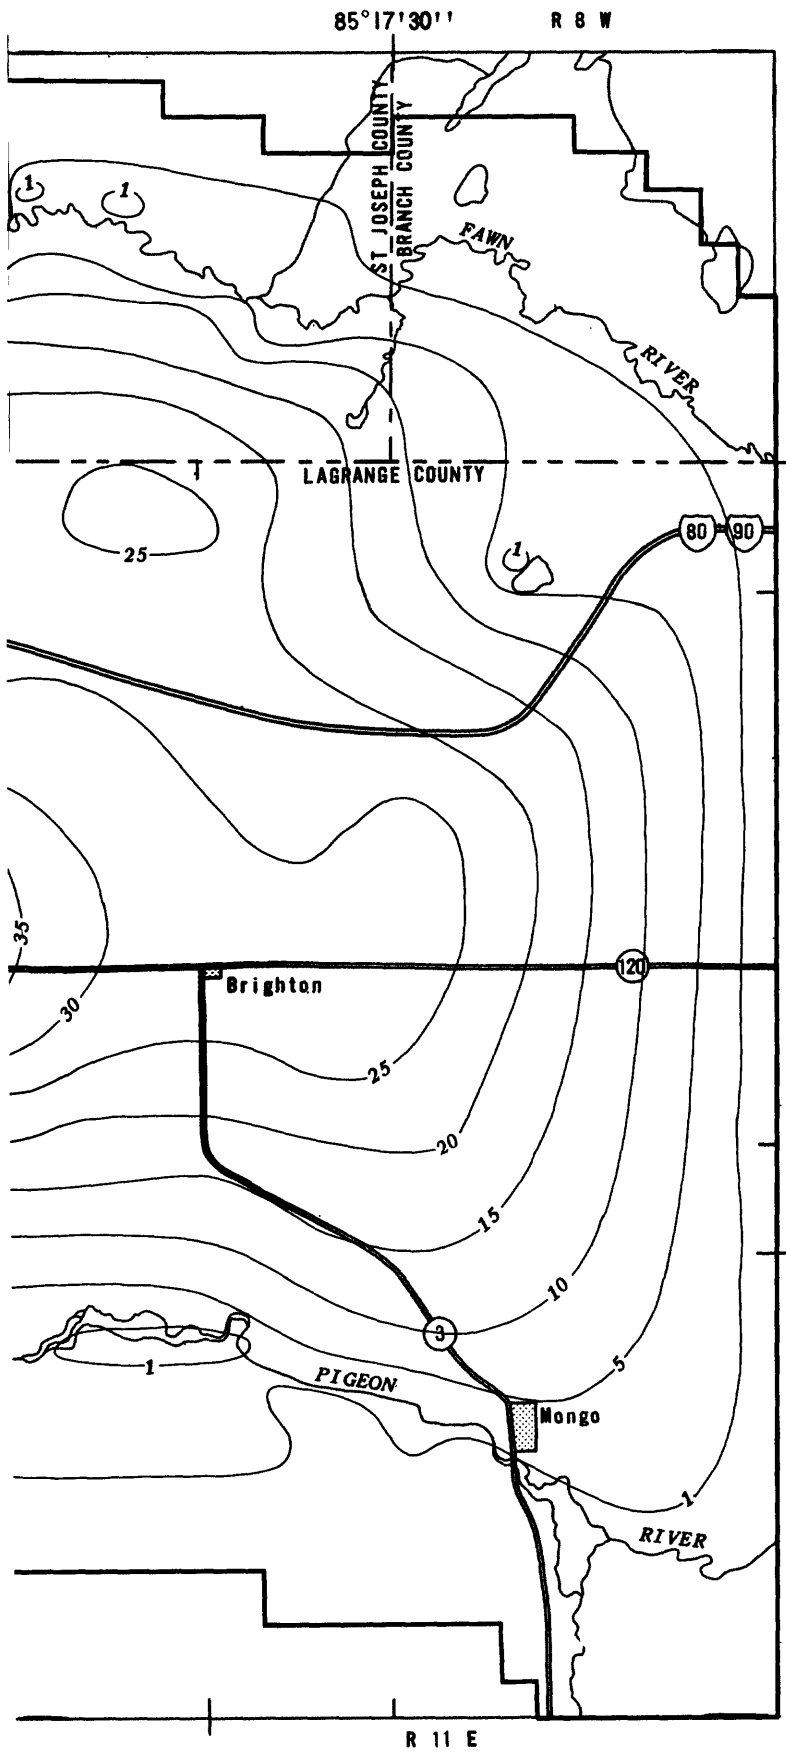 85°17'30"
R 8 W
ST JOSEPH COUNTY
BRANCH COUNTY
1
1
FAWN
RIVER
LAGRANGE COUNTY
25
80
90
1
35
120
Brighton
30
25
20
15
10
3
5
1
PIGEON
Mongo
1
RIVER
R 11 E